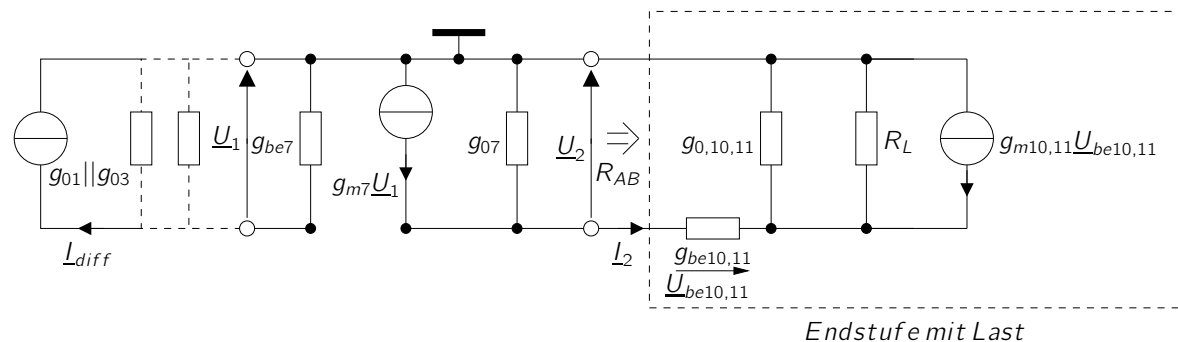 g01||g03
I_diff
U1
gbe7
gm7U1
g07
U2
RAB
⇒
I2
gbe10,11
Ube10,11
g0,10,11
RL
gm10,11Ube10,11
Endstufe mit Last